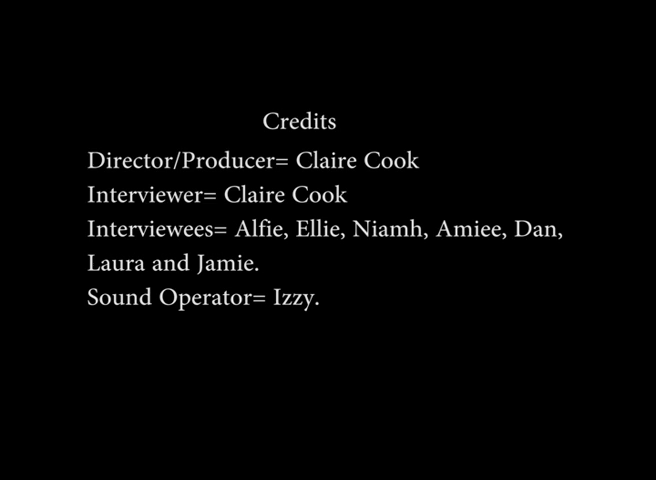 Credits
Director/Producer= Claire Cook
Interviewer= Claire Cook
Interviewees= Alfie, Ellie, Niamh, Amiee, Dan,
Laura and Jamie.
Sound Operator= Izzy.